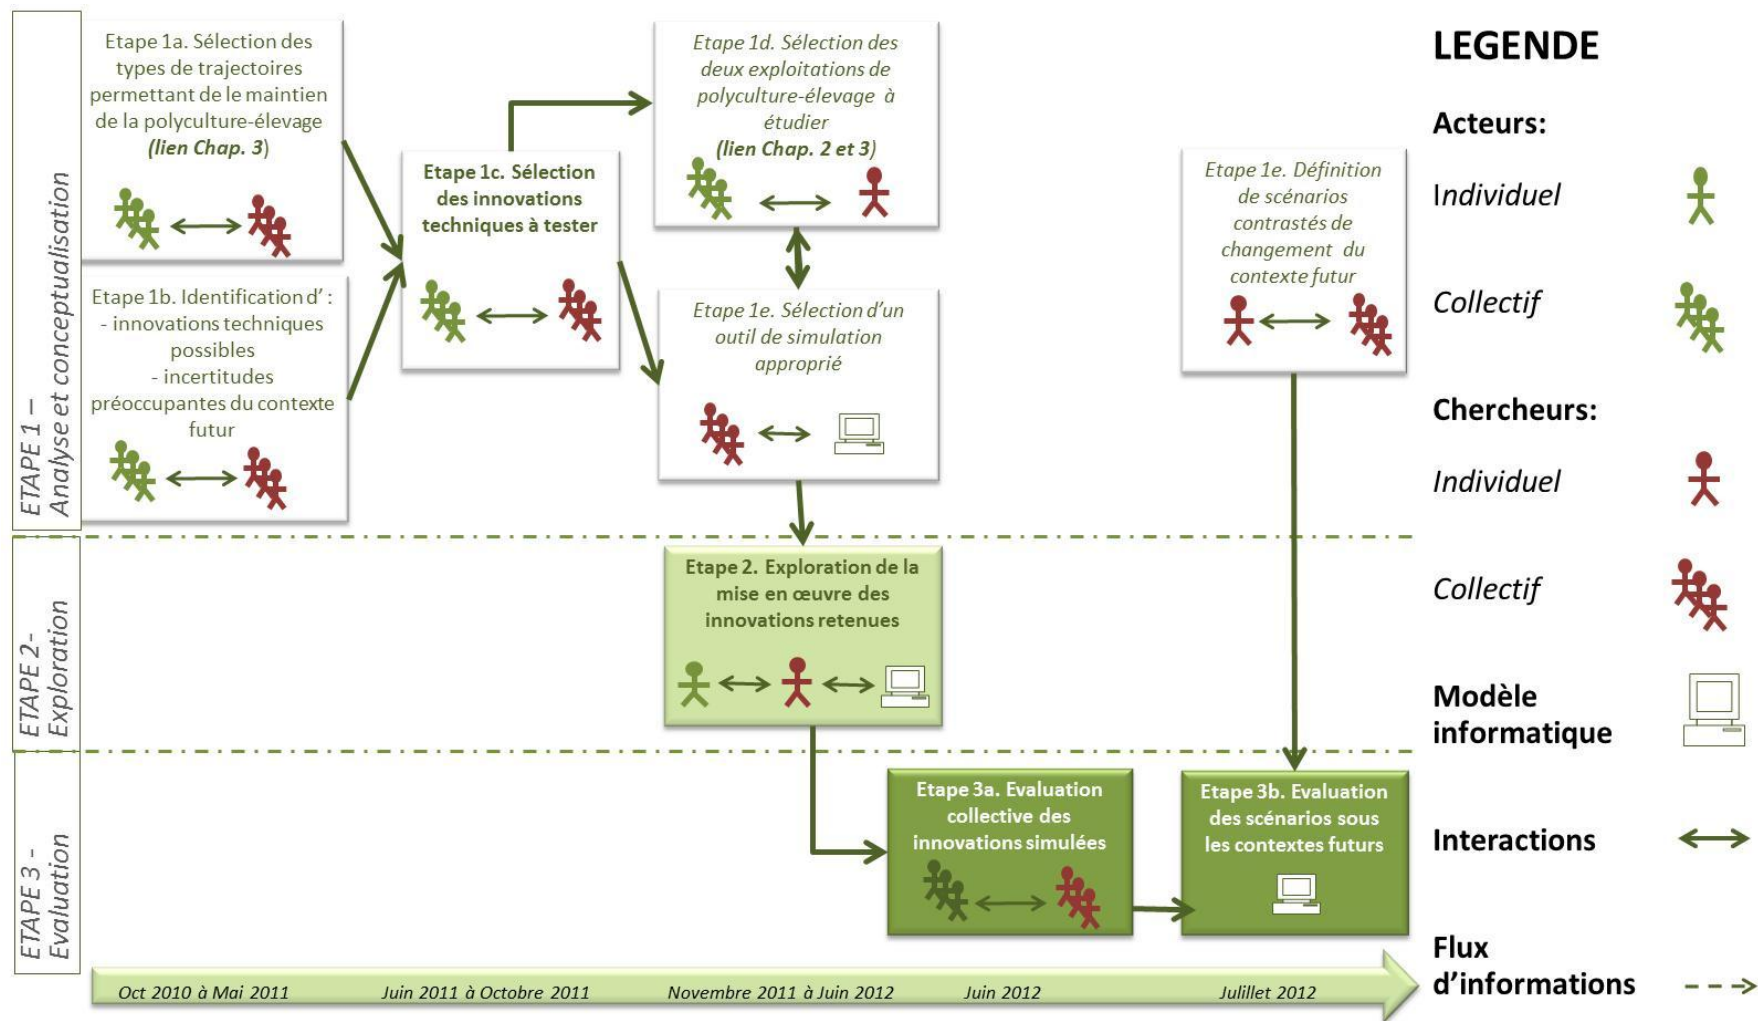 ETAPE 1 –
Analyse et conceptualisation
Etape 1a. Sélection des
types de trajectoires
permettant de le maintien
de la polyculture-élevage
(lien Chap. 3)
Etape 1b. Identification d' :
- innovations techniques
possibles
- incertitudes
préoccupantes du contexte
futur
Etape 1c. Sélection
des innovations
techniques à tester
Etape 1d. Sélection des
deux exploitations de
polyculture-élevage à
étudier
(lien Chap. 2 et 3)
Etape 1e. Sélection d'un
outil de simulation
approprié
Etape 1e. Définition
de scénarios
contrastés de
changement du
contexte futur
ETAPE 2-
Exploration
Etape 2. Exploration de la
mise en œuvre des
innovations retenues
ETAPE 3 -
Evaluation
Etape 3a. Evaluation
collective des
innovations simulées
Etape 3b. Evaluation
des scénarios sous
les contextes futurs
Oct 2010 à Mai 2011
Juin 2011 à Octobre 2011
Novembre 2011 à Juin 2012
Juin 2012
Julillet 2012
LEGENDE
Acteurs:
Individuel
Collectif
Chercheurs:
Individuel
Collectif
Modèle
informatique
Interactions
Flux
d'informations